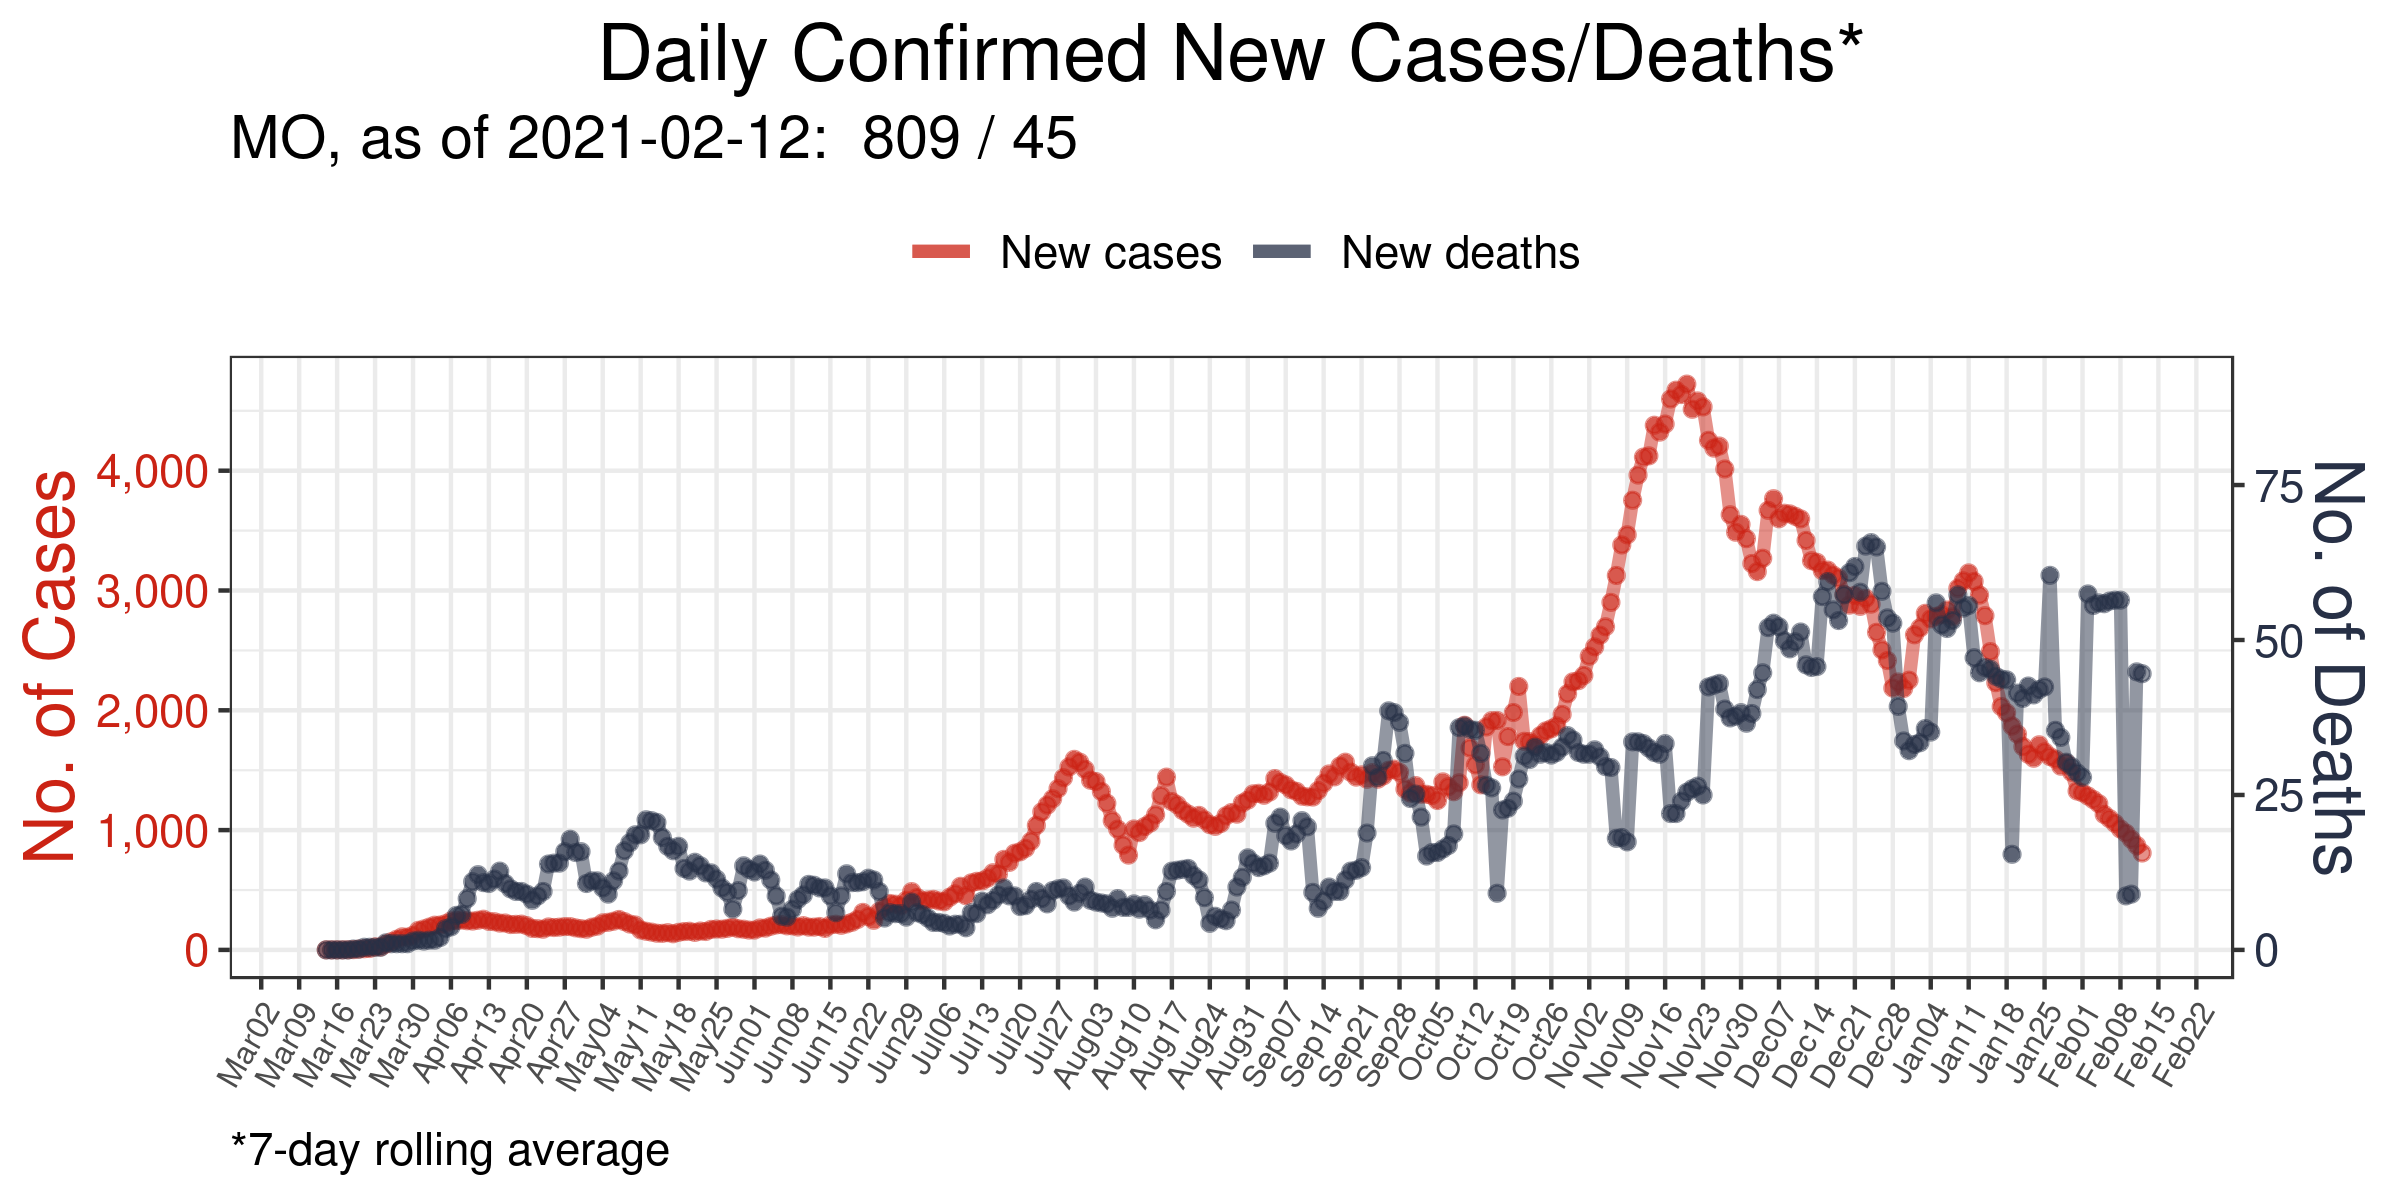 Daily Confirmed New Cases/Deaths*
MO, as of 2021-02-12:  809 / 45
New cases
New deaths
No. of Cases
4,000
3,000
2,000
1,000
0
No. of Deaths
75
50
25
0
Mar02
Mar09
Mar16
Mar23
Mar30
Apr06
Apr13
Apr20
Apr27
May04
May11
May18
May25
Jun01
Jun08
Jun15
Jun22
Jun29
Jul06
Jul13
Jul20
Jul27
Aug03
Aug10
Aug17
Aug24
Aug31
Sep07
Sep14
Sep21
Sep28
Oct05
Oct12
Oct19
Oct26
Nov02
Nov09
Nov16
Nov23
Nov30
Dec07
Dec14
Dec21
Dec28
Jan04
Jan11
Jan18
Jan25
Feb01
Feb08
Feb15
Feb22
*7-day rolling average